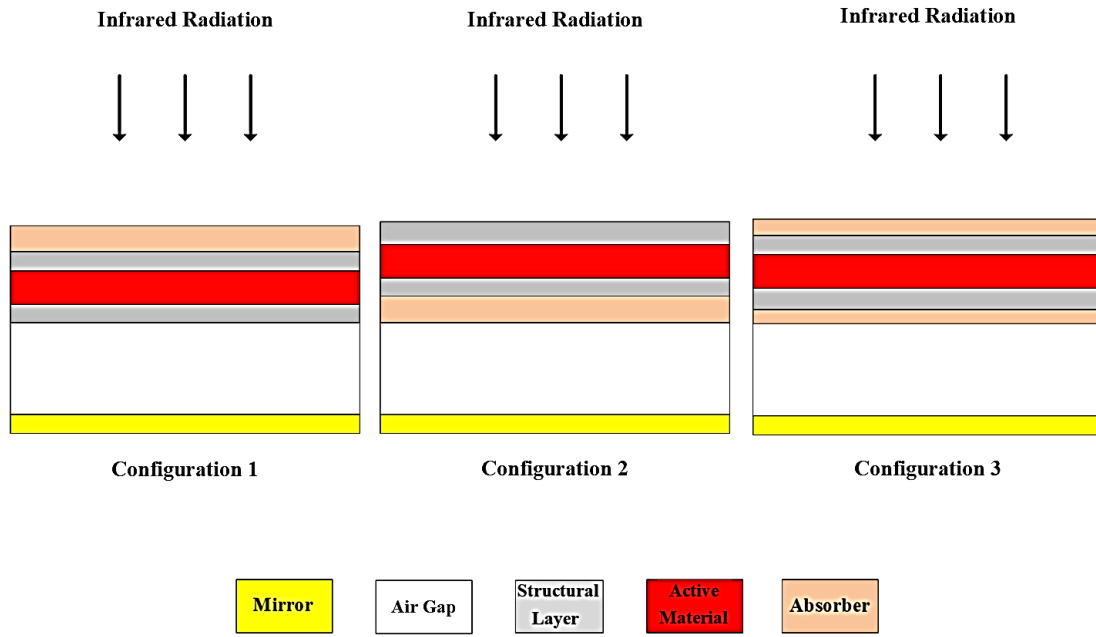 Infrared Radiation
Infrared Radiation
Infrared Radiation
Configuration 1
Configuration 2
Configuration 3
Mirror
Air Gap
Structural
Layer
Active
Material
Absorber